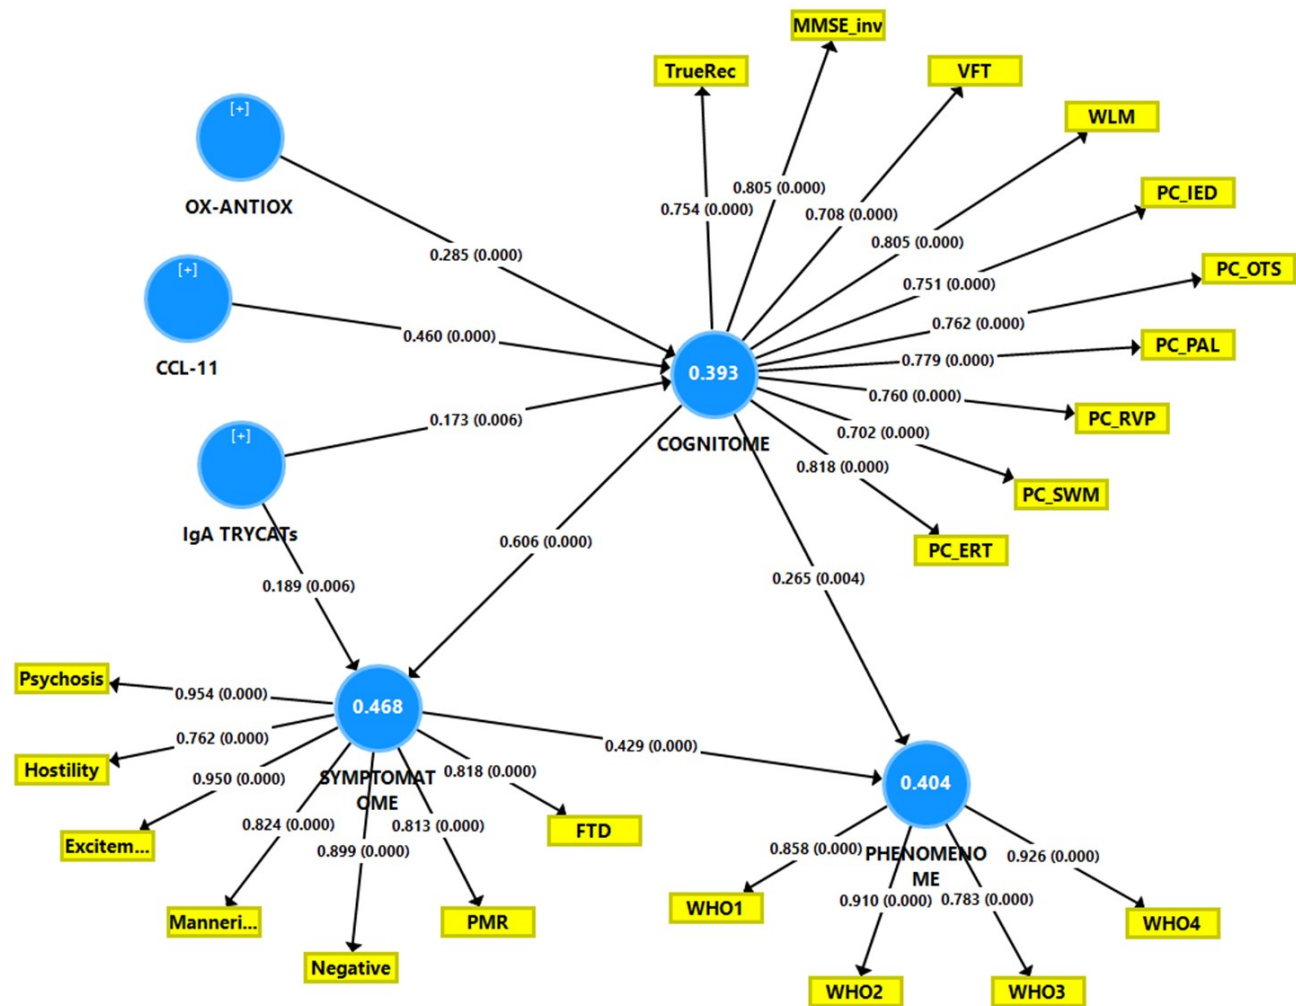 MMSE_inv
TrueRec
VFT
[+]
WLM
OX-ANTIOX
0.805 (0.000)
0.754 (0.000)
0.708 (0.000)
PC_IED
0.285 (0.000)
0.805 (0.000)
[+]
PC_OTS
0.751 (0.000)
0.460 (0.000)
0.762 (0.000)
CCL-11
0.393
0.779 (0.000)
PC_PAL
0.760 (0.000)
0.173 (0.006)
PC_RVP
[+]
COGNITOME
0.702 (0.000)
0.818 (0.000)
PC_SWM
IgA TRYCATs
0.606 (0.000)
PC_ERT
0.189 (0.006)
0.265 (0.004)
Psychosis
0.954 (0.000)
0.468
0.762 (0.000)
0.429 (0.000)
Hostility
0.950 (0.000)
SYMPTOMAT
OME
0.818 (0.000)
0.404
0.824 (0.000)
0.813 (0.000)
FTD
Excitem...
0.899 (0.000)
0.858 (0.000)
PHENOMENO
ME
0.926 (0.000)
0.910 (0.000)
0.783 (0.000)
WHO1
Manneri...
PMR
WHO4
Negative
WHO2
WHO3